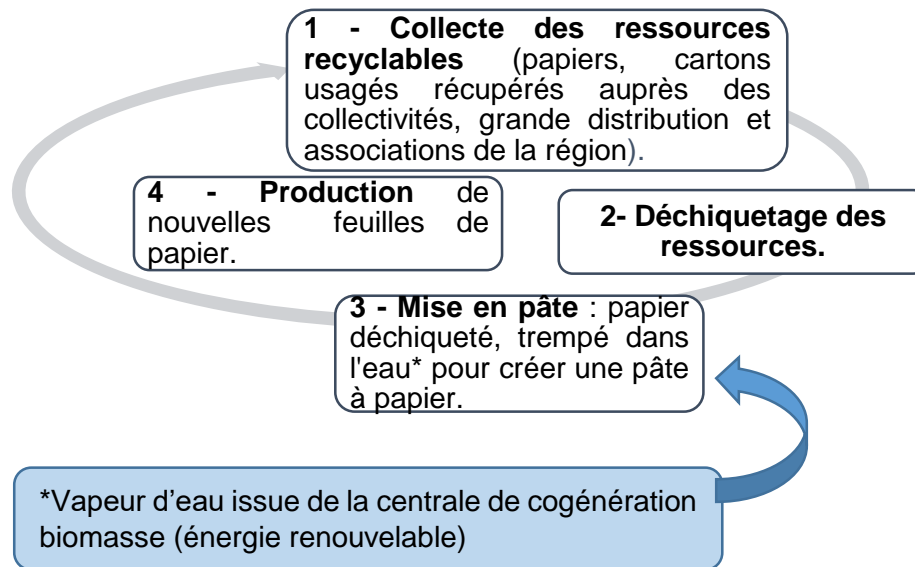 1 - Collecte des ressources
recyclables (papiers, cartons
usagés récupérés auprès des
collectivités, grande distribution et
associations de la région).
2- Déchiquetage des
ressources.
3 - Mise en pâte : papier
déchiqueté, trempé dans
l'eau* pour créer une pâte
à papier.
4 - Production de
nouvelles feuilles de
papier.
*Vapeur d’eau issue de la centrale de cogénération
biomasse (énergie renouvelable)